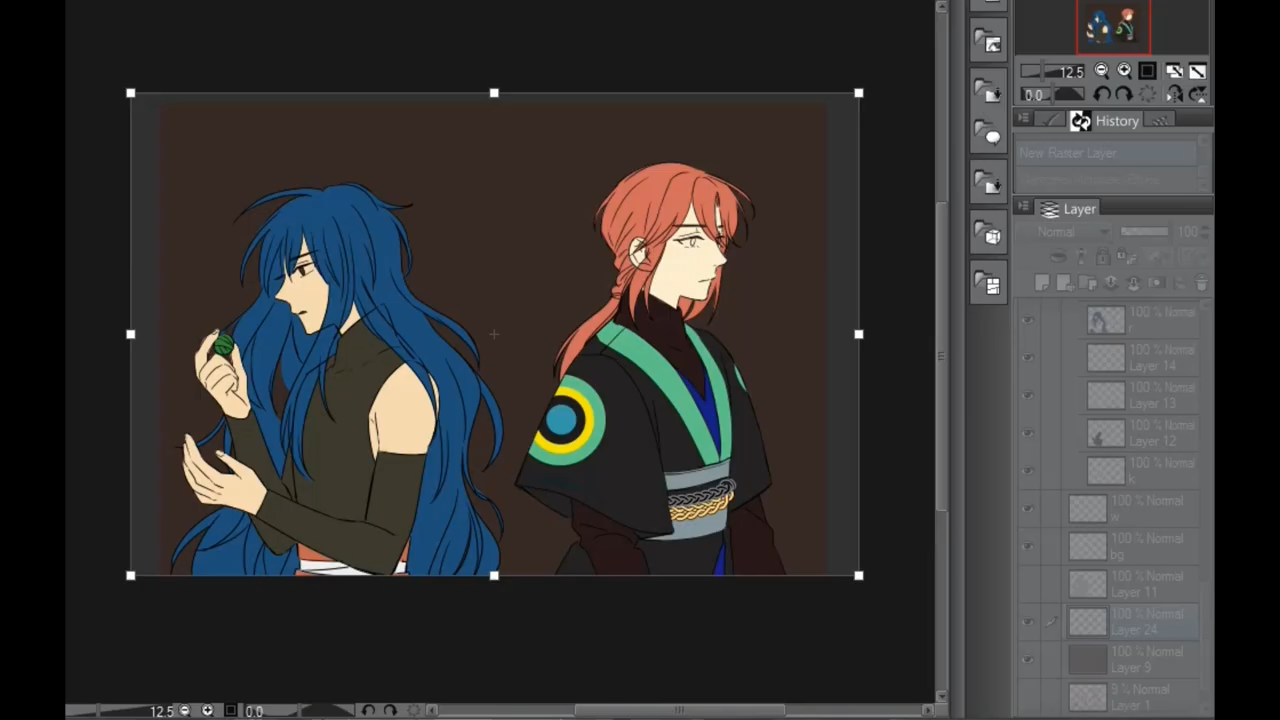 12.5
0.0
History
New Raster Layer
Layer
Normal 100
100 % Normal
r
100 % Normal
Layer 14
100 % Normal
Layer 13
100 % Normal
Layer 12
100 % Normal
k
100 % Normal
w
100 % Normal
bg
100 % Normal
Layer 11
100 % Normal
Layer 24
100 % Normal
Layer 9
9 % Normal
Layer 1
12.5 0.0